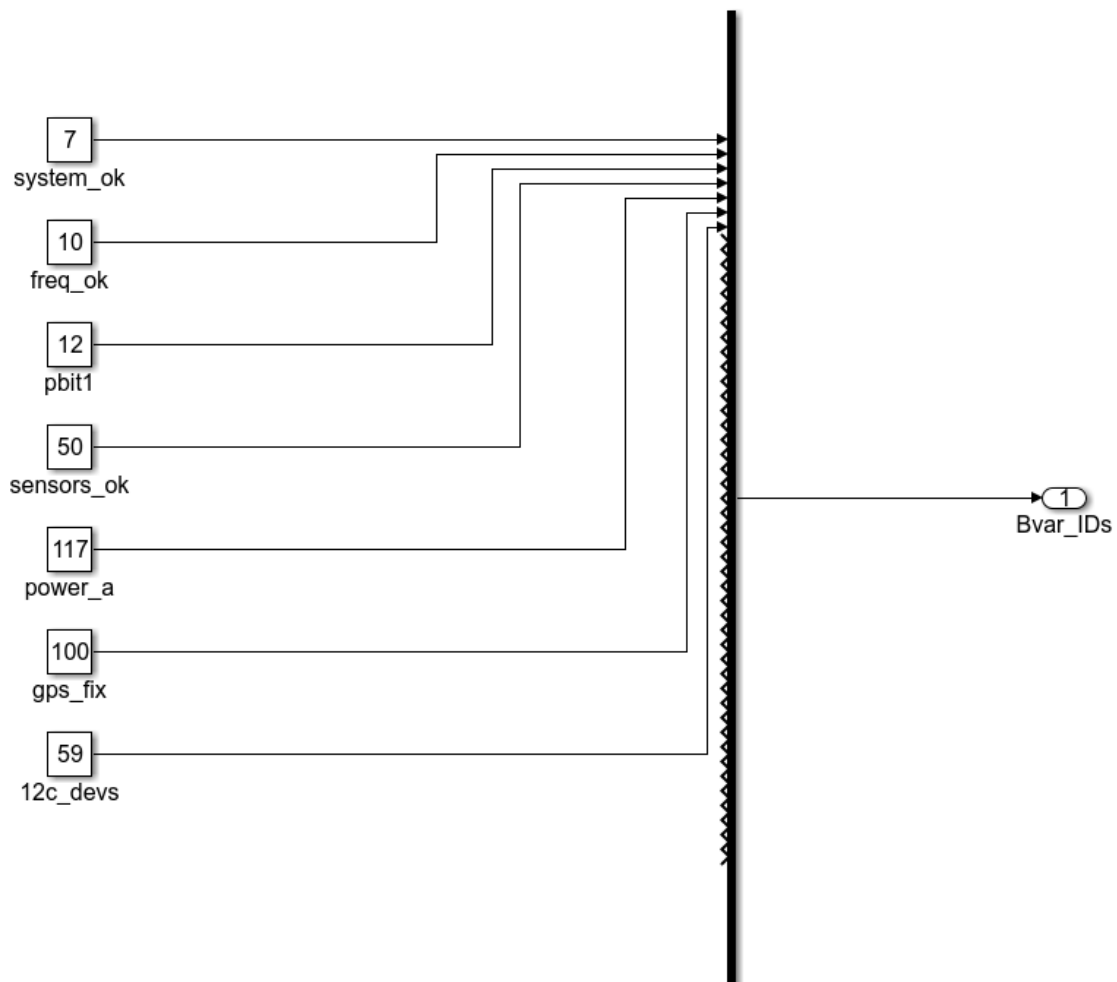 7
system_ok
10
freq_ok
12
pbit1
50
sensors_ok
117
power_a
100
gps_fix
59
12c_devs
1
Bvar_IDs